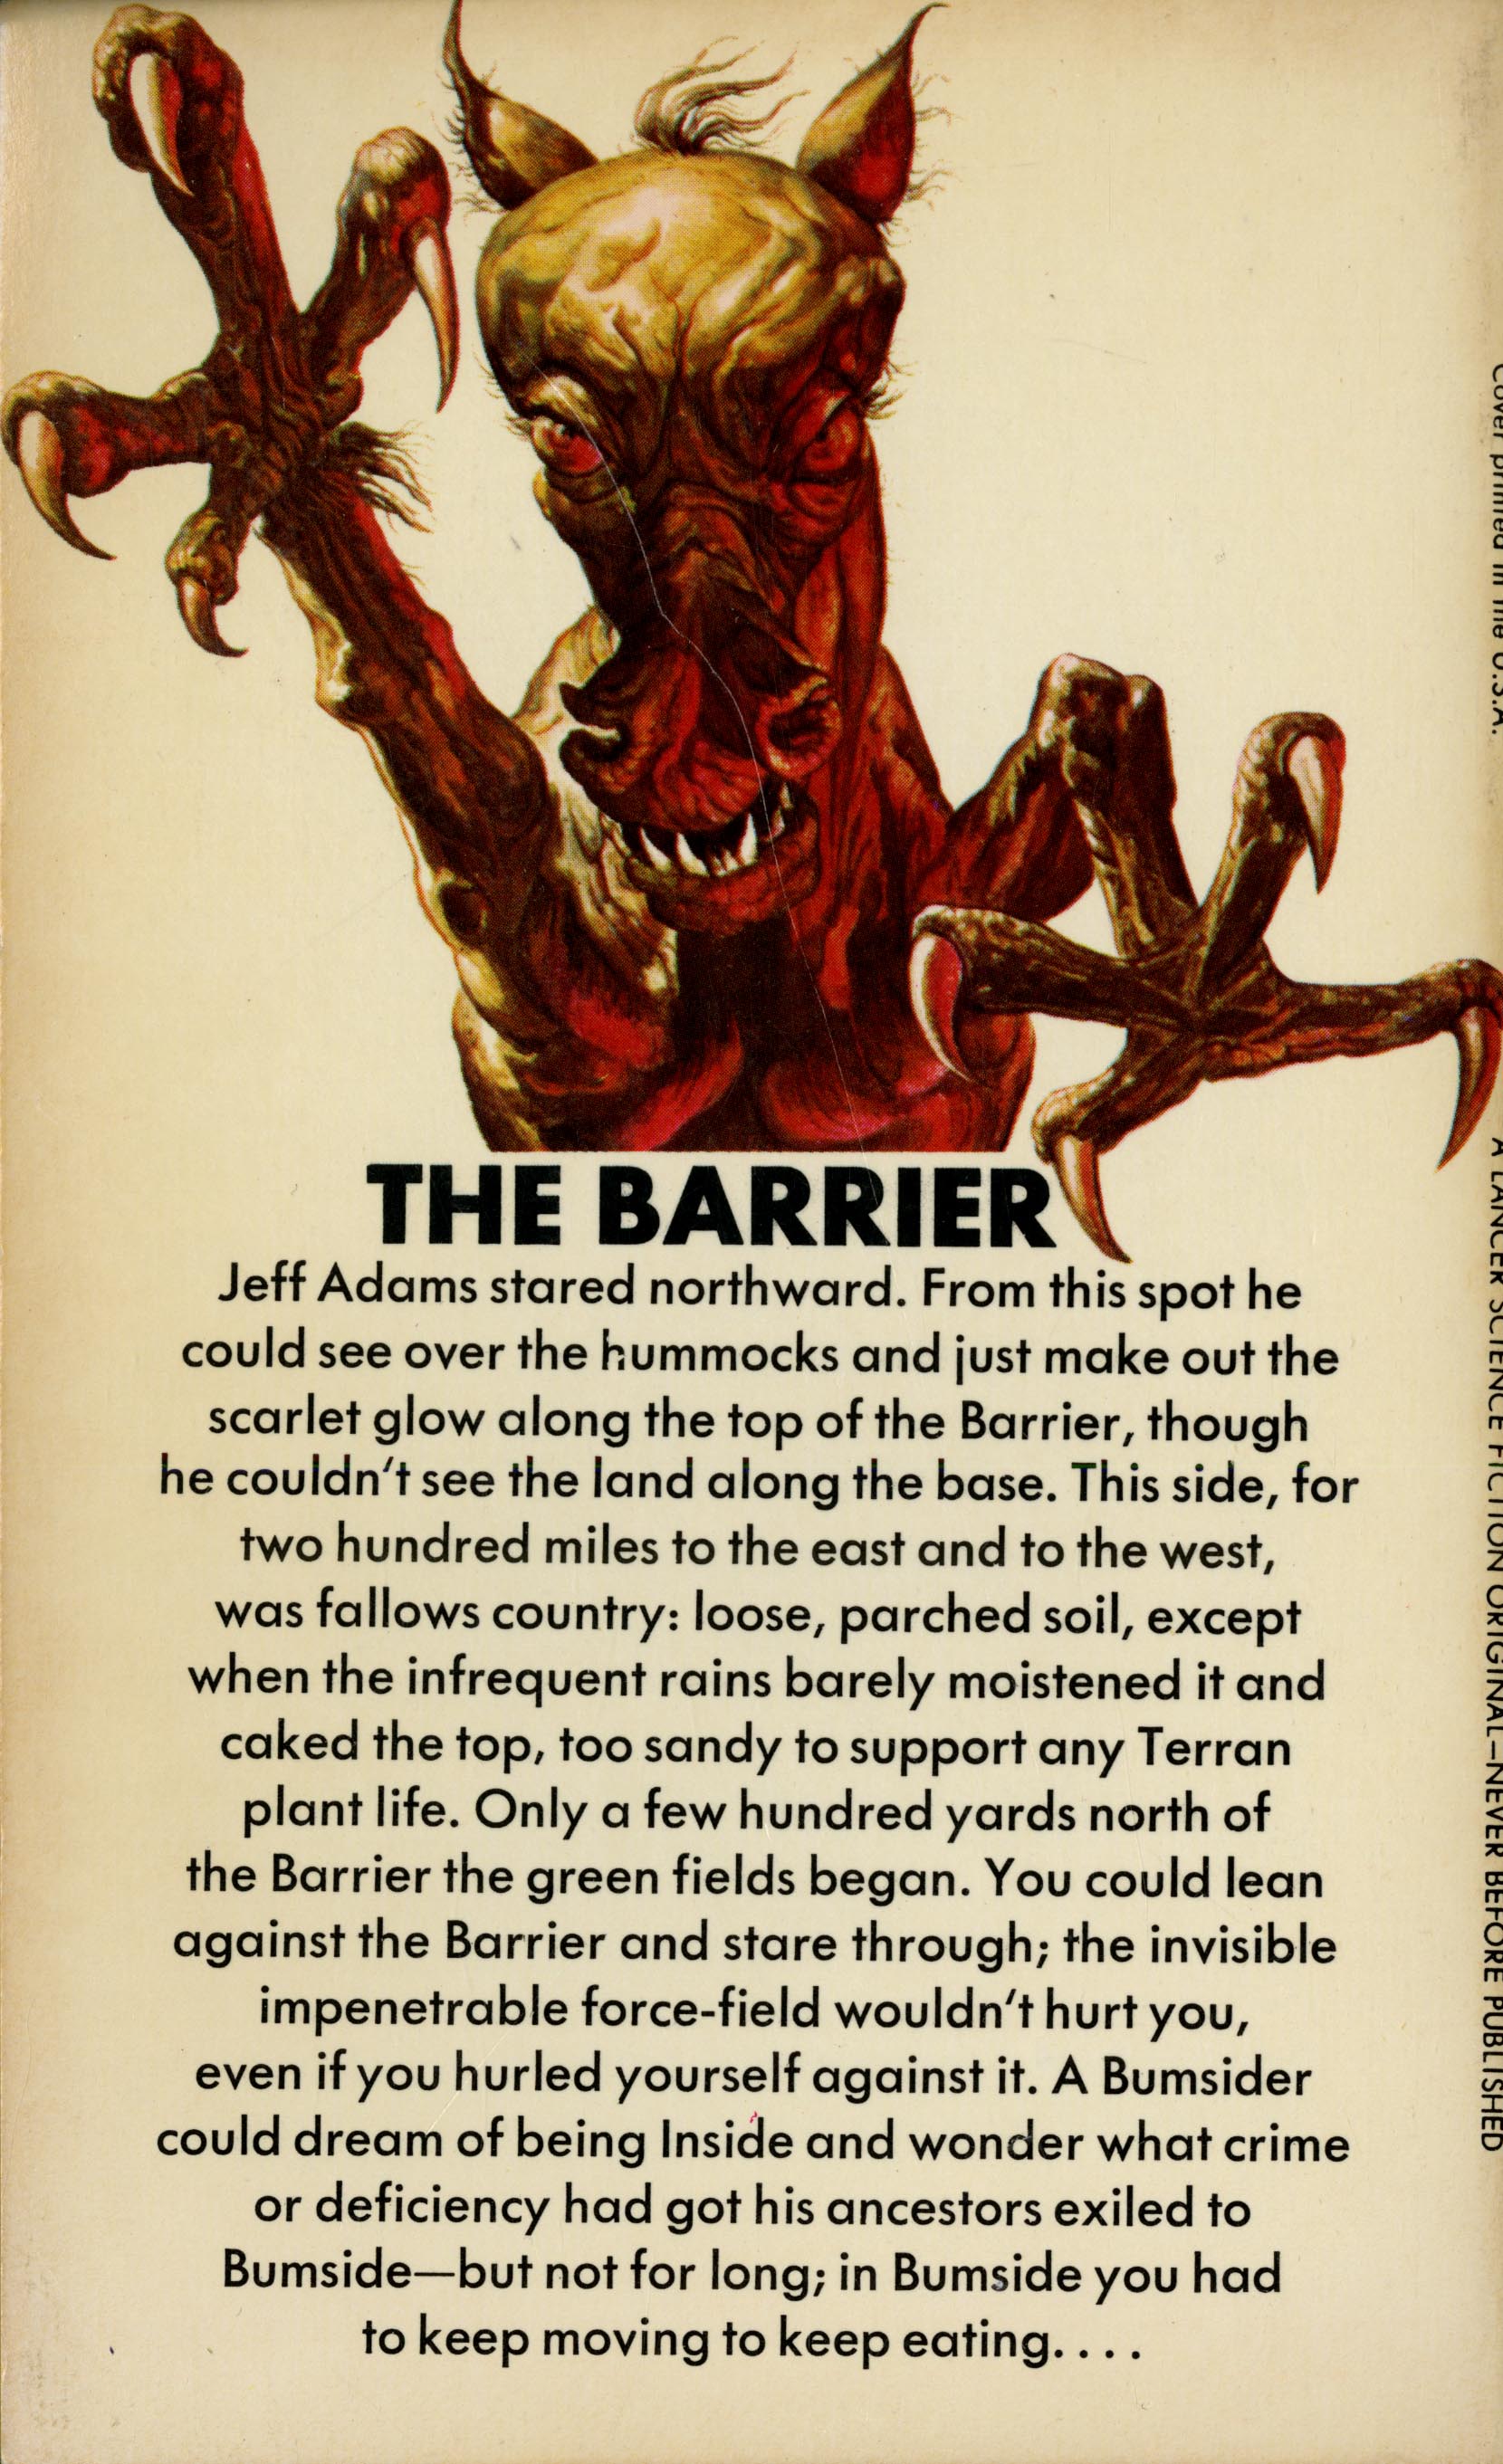 THE BARRIER
Jeff Adams stared northward. From this spot he
could see over the hummocks and just make out the
scarlet glow along the top of the Barrier, though
he couldn't see the land along the base. This side, for
two hundred miles to the east and to the west,
was fallows country: loose, parched soil, except
when the infrequent rains barely moistened it and
caked the top, too sandy to support any Terran
plant life. Only a few hundred yards north of
the Barrier the green fields began. You could lean
against the Barrier and stare through; the invisible
impenetrable force-field wouldn't hurt you,
even if you hurled yourself against it. A Bumsider
could dream of being Inside and wonder what crime
or deficiency had got his ancestors exiled to
Bumside—but not for long; in Bumside you had
to keep moving to keep eating....
Cover printed in the U.S.A.
A LANCER SCIENCE FICTION ORIGINAL—NEVER BEFORE PUBLISHED